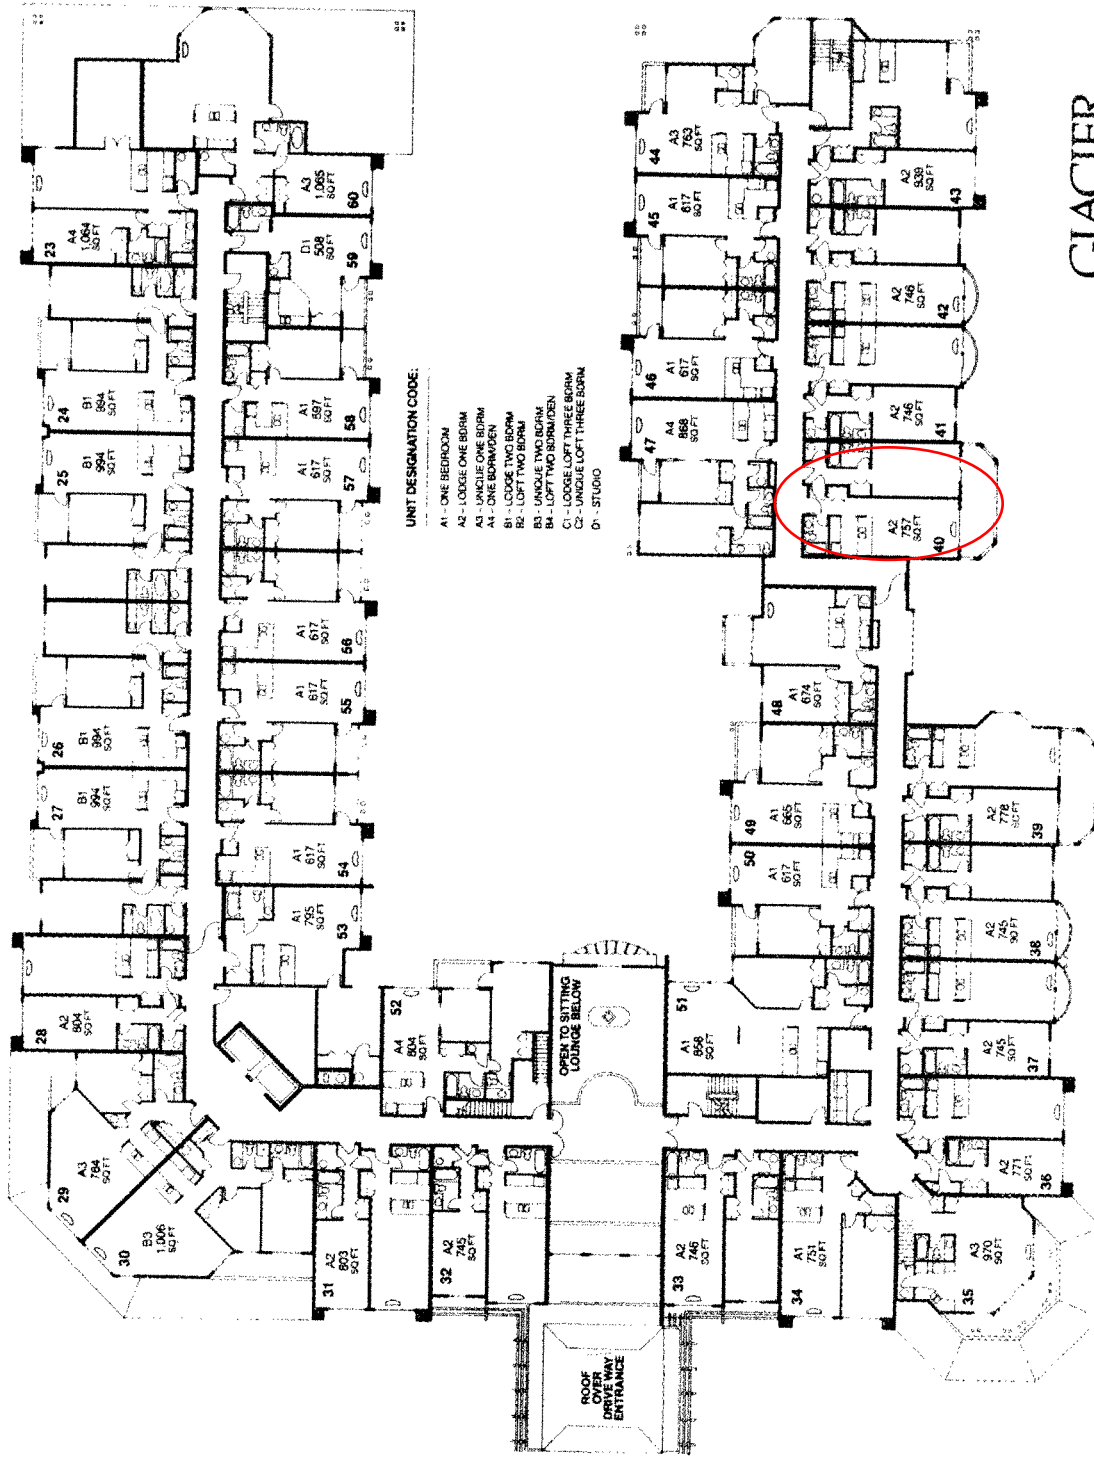 GLACIER
UNIT DESIGNATION CODE:
A1 - ONE BEDROOM
A2 - LODGE ONE BDRM
A3 - UNIQUE ONE BDRM
A4 - ONE BDRM/DEN
B1 - LODGE TWO BDRM
B2 - LOFT TWO BDRM
B3 - UNIQUE TWO BDRM
B4 - LOFT TWO BDRM/DEN
C1 - LODGE LOFT THREE BDRM
C2 - UNIQUE LOFT THREE BDRM
D1 - STUDIO
23
A4
1,064
SQ FT
24
B1
994
SQ FT
25
B1
994
SQ FT
26
B1
994
SQ FT
27
B1
994
SQ FT
28
A2
804
SQ FT
29
A3
764
SQ FT
30
B3
1,006
SQ FT
31
A2
803
SQ FT
32
A2
745
SQ FT
33
A2
746
SQ FT
34
A1
751
SQ FT
35
A3
970
SQ FT
36
A2
771
SQ FT
37
A2
745
SQ FT
38
A2
745
SQ FT
39
A2
778
SQ FT
40
A2
757
SQ FT
41
A2
746
SQ FT
42
A2
746
SQ FT
43
A2
939
SQ FT
44
A3
763
SQ FT
45
A1
617
SQ FT
46
A1
617
SQ FT
47
A4
868
SQ FT
48
A1
674
SQ FT
49
A1
665
SQ FT
50
A1
617
SQ FT
51
A1
858
SQ FT
52
A4
804
SQ FT
53
A1
795
SQ FT
54
A1
617
SQ FT
55
A1
617
SQ FT
56
A1
617
SQ FT
57
A1
617
SQ FT
58
A1
597
SQ FT
59
D1
508
SQ FT
60
A3
1,065
SQ FT
OPEN TO SITTING
LOUNGE BELOW
ROOF
OVER
DRIVE WAY
ENTRANCE